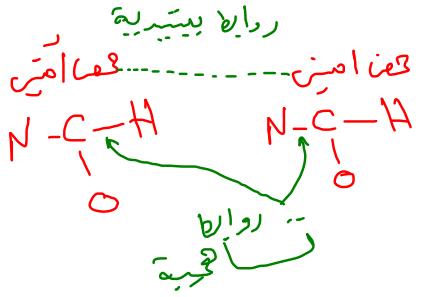 روابط ببتيدية
حمض أميني حمض أميني
N C H N C H
O O
روابط تساهمية